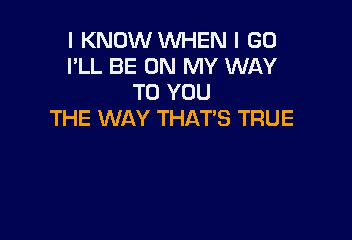 I KNOW WHEN I GO
I'LL BE ON MY WAY
TO YOU
THE WAY THAT'S TRUE